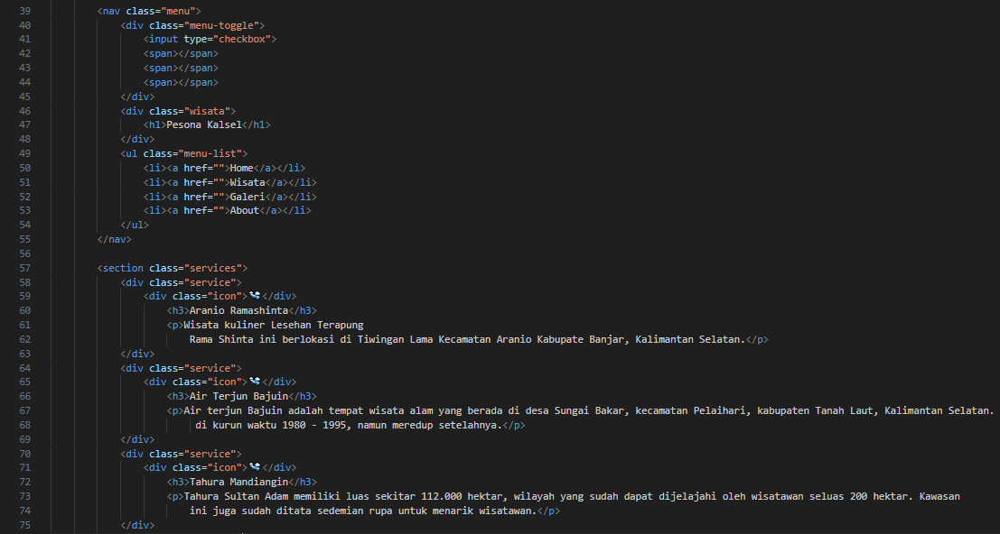 39 <nav class="menu">
40 <div class="menu-toggle">
41 <input type="checkbox">
42 <span></span>
43 <span></span>
44 <span></span>
45 </div>
46 <div class="wisata">
47 <h1>Pesona Kalsel</h1>
48 </div>
49 <ul class="menu-list">
50 <li><a href="">Home</a></li>
51 <li><a href="">Wisata</a></li>
52 <li><a href="">Galeri</a></li>
53 <li><a href="">About</a></li>
54 </ul>
55 </nav>
56
57 <section class="services">
58 <div class="service">
59 <div class="icon"></div>
60 <h3>Aranio Ramashinta</h3>
61 <p>Wisata kuliner Lesehan Terapung
62 Rama Shinta ini berlokasi di Tiwingan Lama Kecamatan Aranio Kabupate Banjar, Kalimantan Selatan.</p>
63 </div>
64 <div class="service">
65 <div class="icon"></div>
66 <h3>Air Terjun Bajuin</h3>
67 <p>Air terjun Bajuin adalah tempat wisata alam yang berada di desa Sungai Bakar, kecamatan Pelaihari, kabupaten Tanah Laut, Kalimantan Selatan.
68 di kurun waktu 1980 - 1995, namun meredup setelahnya.</p>
69 </div>
70 <div class="service">
71 <div class="icon"></div>
72 <h3>Tahura Mandiangin</h3>
73 <p>Tahura Sultan Adam memiliki luas sekitar 112.000 hektar, wilayah yang sudah dapat dijelajahi oleh wisatawan seluas 200 hektar. Kawasan
74 ini juga sudah ditata sedemian rupa untuk menarik wisatawan.</p>
75 </div>